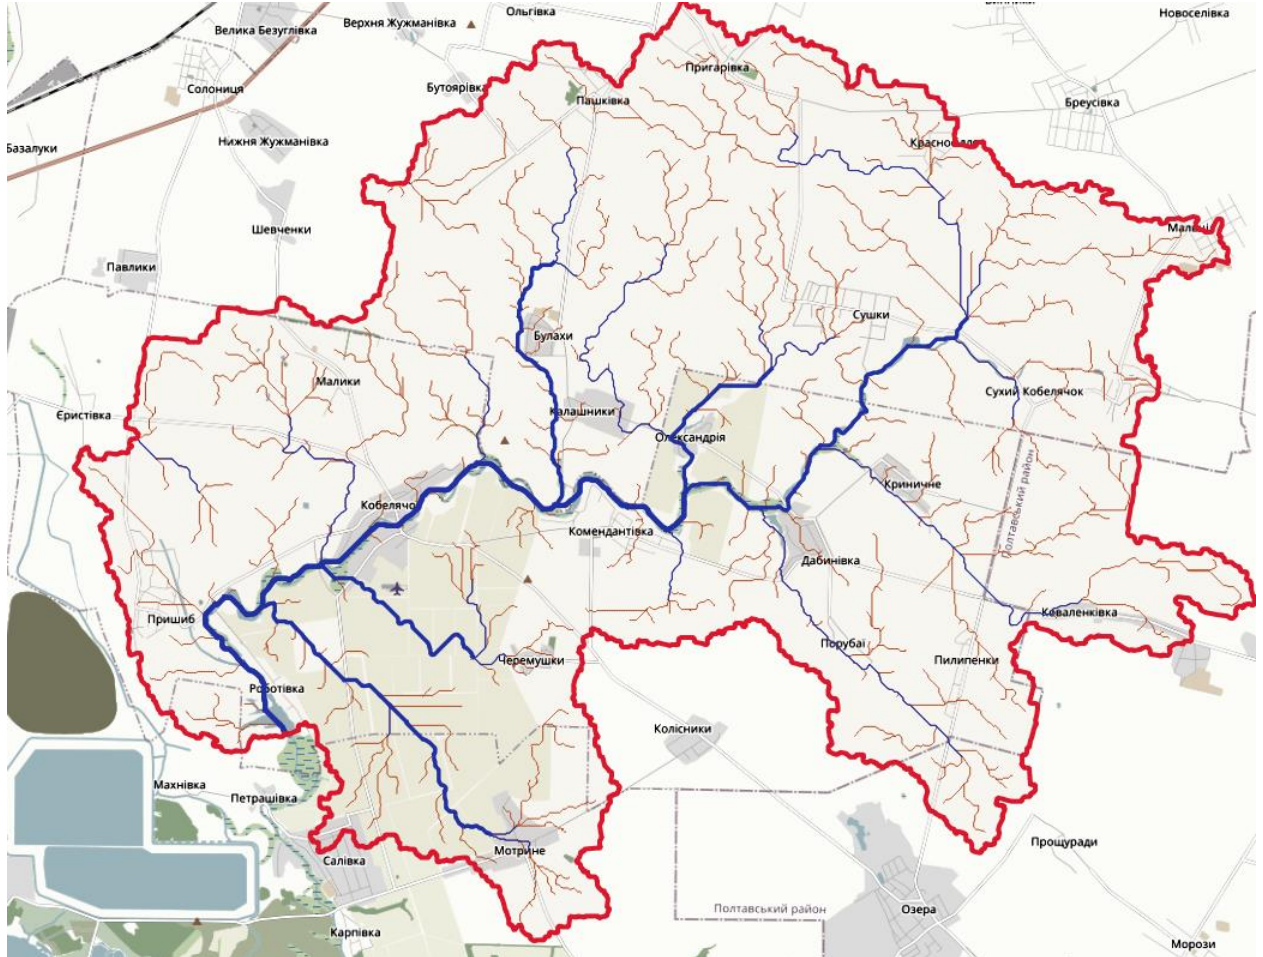 Ольгівка
Новоселівка
Верхня Жужманівка
Велика Безуглівка
Пригарівка
Солониця
Бутоярівка
Пашківка
Бреусівка
Нижня Жужманівка
Базалуки
Шевченки
Павлики
Сушки
Булахи
Малики
Сухий Кобелячок
Єристівка
Калашники
Олександрія
Полтавський район
Криничне
Кобелячо
Комендантівка
Дабинівка
Пришиб
Коваленківка
Порубаї
Черемушки
Пилипенки
Роботівка
Колісники
Махнівка
Петрашівка
Прощуради
Мотрине
Салівка
Полтавський район
Озера
Карпівка
Морози